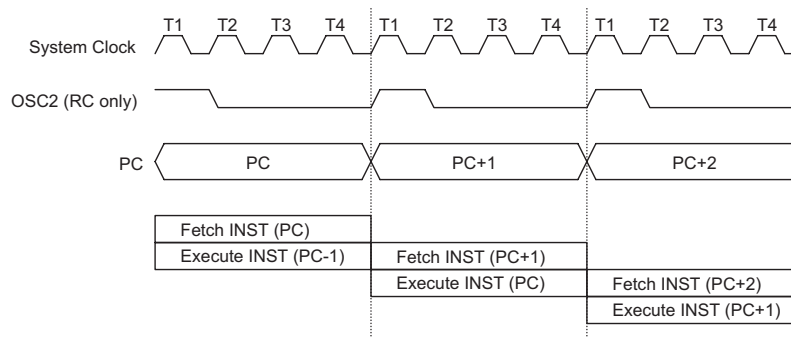 T1 T2 T3 T4 T1 T2 T3 T4 T1 T2 T3 T4
System Clock
OSC2 (RC only)
PC PC PC+1 PC+2
Fetch INST (PC)
Execute INST (PC-1) Fetch INST (PC+1)
Execute INST (PC) Fetch INST (PC+2)
Execute INST (PC+1)